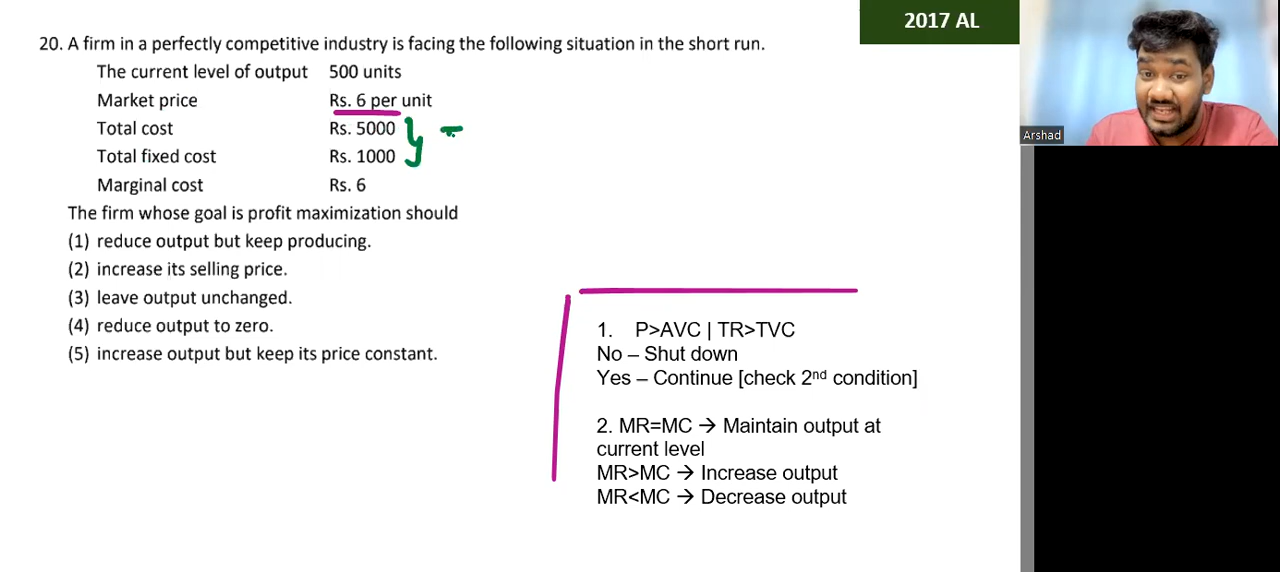 2017 AL
20. A firm in a perfectly competitive industry is facing the following situation in the short run.
The current level of output 500 units
Market price Rs. 6 per unit
Total cost Rs. 5000
Total fixed cost Rs. 1000
Marginal cost Rs. 6
The firm whose goal is profit maximization should
(1) reduce output but keep producing.
(2) increase its selling price.
(3) leave output unchanged.
(4) reduce output to zero.
(5) increase output but keep its price constant.
1. P>AVC | TR>TVC
No – Shut down
Yes – Continue [check 2nd condition]
2. MR=MC → Maintain output at
current level
MR>MC → Increase output
MR<MC → Decrease output
Arshad